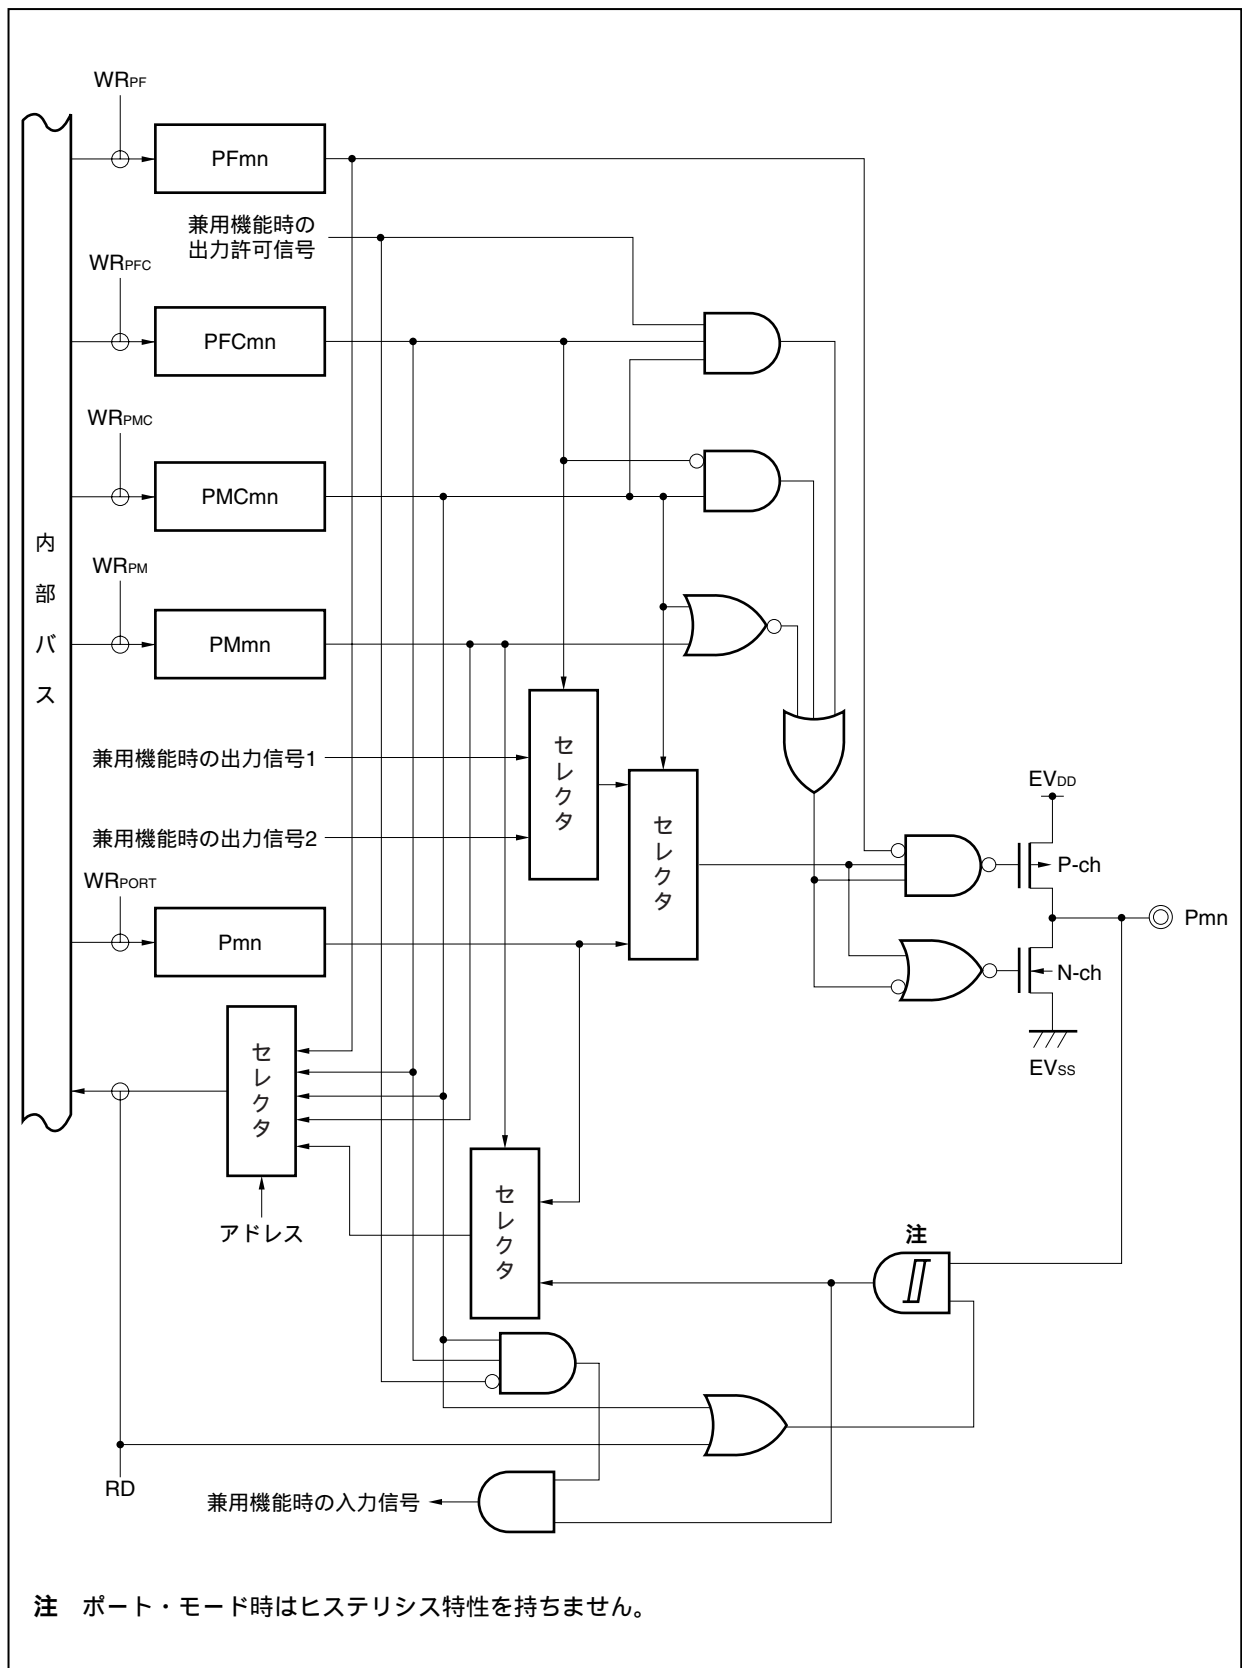 WRPF
PFmn
兼用機能時の
出力許可信号
WRPFC
PFCmn
WRPMC
PMCmn
内部バス
WRPM
PMmn
兼用機能時の出力信号1
セレクタ
兼用機能時の出力信号2
セレクタ
EVDD
P-ch
WRPORT
Pmn
Pmn
N-ch
EVSS
セレクタ
アドレス
セレクタ
注
RD
兼用機能時の入力信号
注 ポート・モード時はヒステリシス特性を持ちません。